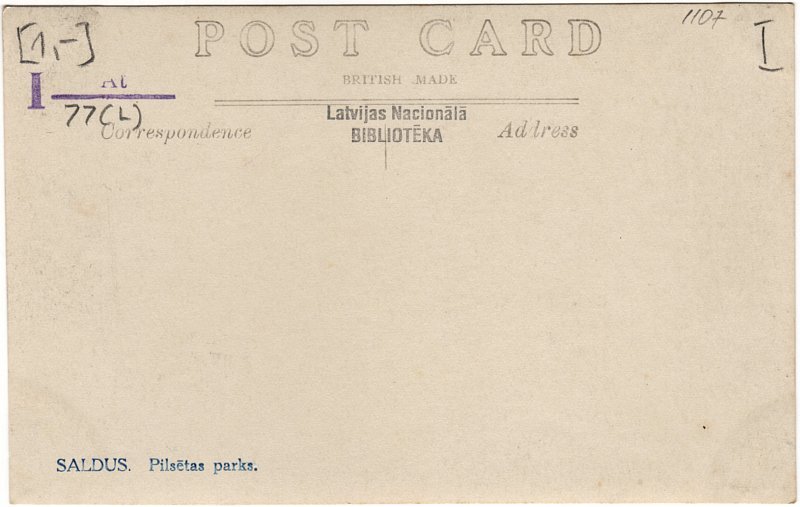 [1,-]
POST CARD
1107
I
BRITISH MADE
I At
77(L)
Latvijas Nacionālā
BIBLIOTĒKA
Correspondence
Address
SALDUS. Pilsētas parks.